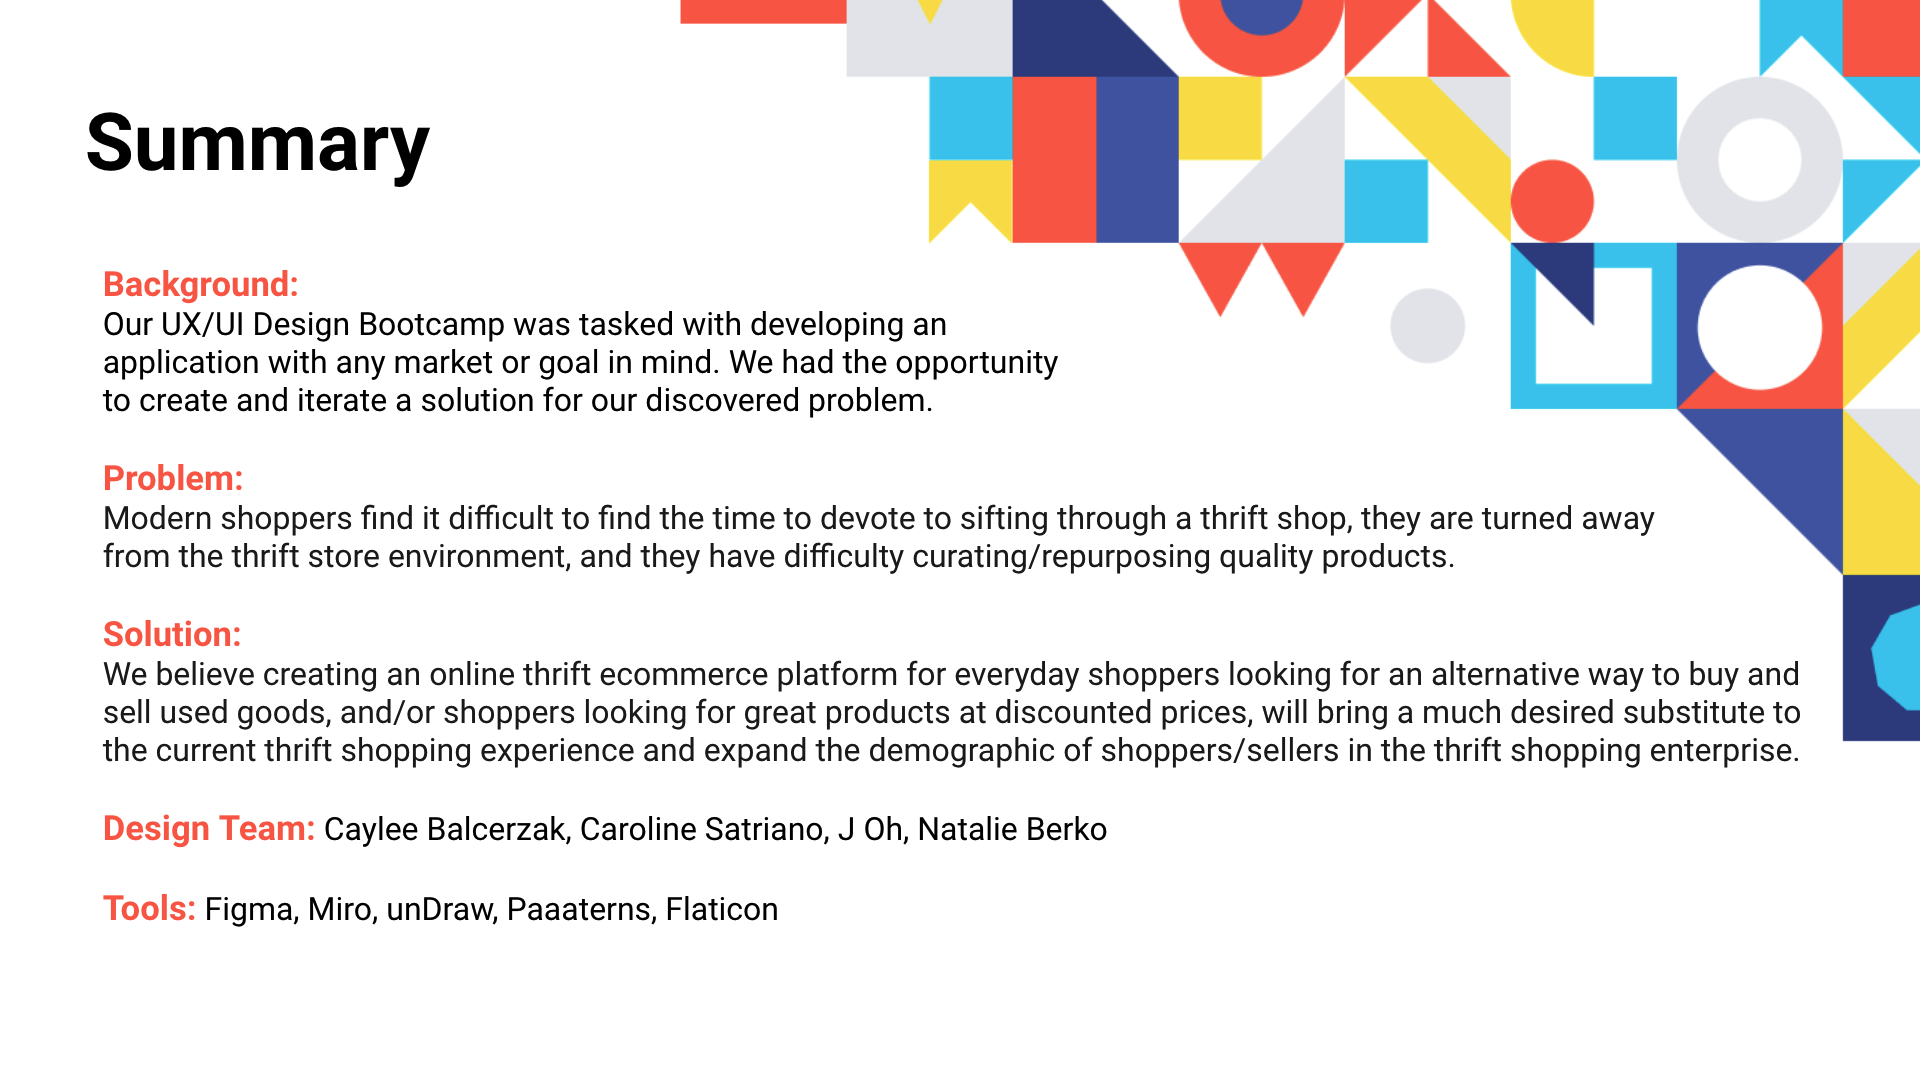 Summary
Background:
Our UX/UI Design Bootcamp was tasked with developing an
application with any market or goal in mind. We had the opportunity
to create and iterate a solution for our discovered problem.
Problem:
Modern shoppers find it difficult to find the time to devote to sifting through a thrift shop, they are turned away
from the thrift store environment, and they have difficulty curating/repurposing quality products.
Solution:
We believe creating an online thrift ecommerce platform for everyday shoppers looking for an alternative way to buy and
sell used goods, and/or shoppers looking for great products at discounted prices, will bring a much desired substitute to
the current thrift shopping experience and expand the demographic of shoppers/sellers in the thrift shopping enterprise.
Design Team: Caylee Balcerzak, Caroline Satriano, J Oh, Natalie Berko
Tools: Figma, Miro, unDraw, Paaaterns, Flaticon